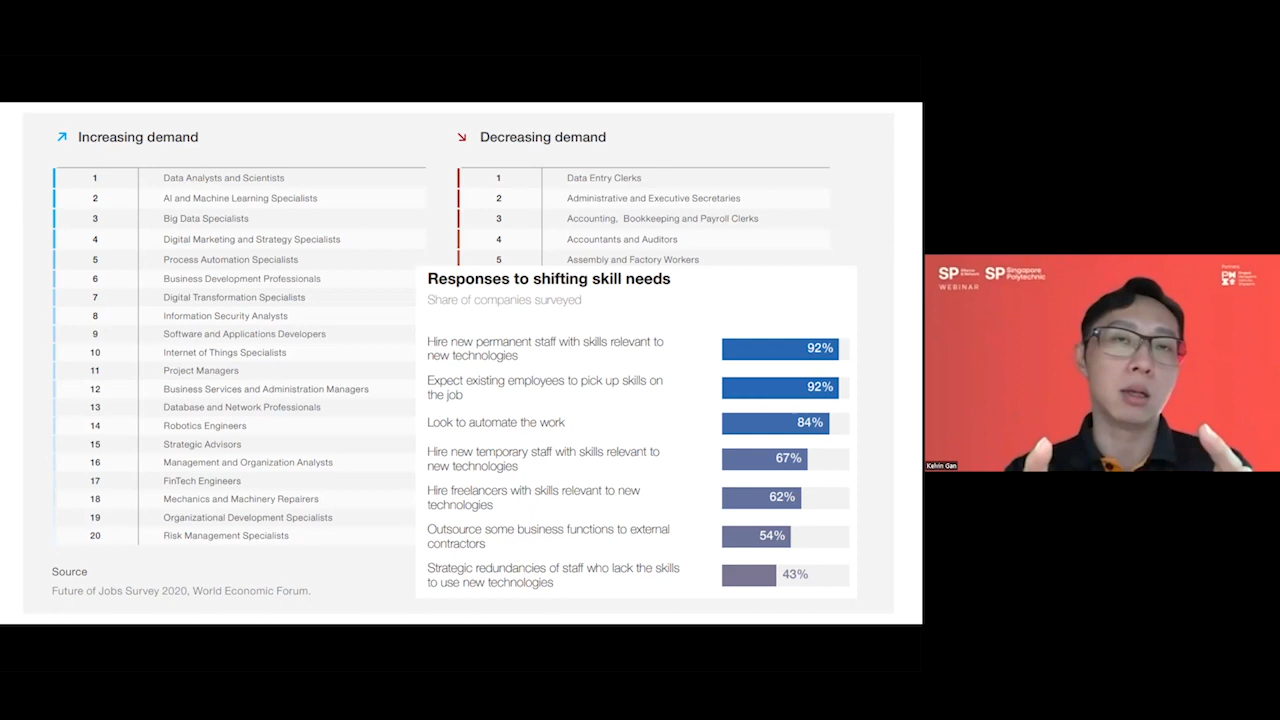 Increasing demand
1 Data Analysts and Scientists
2 AI and Machine Learning Specialists
3 Big Data Specialists
4 Digital Marketing and Strategy Specialists
5 Process Automation Specialists
6 Business Development Professionals
7 Digital Transformation Specialists
8 Information Security Analysts
9 Software and Applications Developers
10 Internet of Things Specialists
11 Project Managers
12 Business Services and Administration Managers
13 Database and Network Professionals
14 Robotics Engineers
15 Strategic Advisors
16 Management and Organization Analysts
17 FinTech Engineers
18 Mechanics and Machinery Repairers
19 Organizational Development Specialists
20 Risk Management Specialists
Source
Future of Jobs Survey 2020, World Economic Forum.
Decreasing demand
1 Data Entry Clerks
2 Administrative and Executive Secretaries
3 Accounting, Bookkeeping and Payroll Clerks
4 Accountants and Auditors
5 Assembly and Factory Workers
Responses to shifting skill needs
Share of companies surveyed
Hire new permanent staff with skills relevant to
new technologies
92%
Expect existing employees to pick up skills on
the job
92%
Look to automate the work
84%
Hire new temporary staff with skills relevant to
new technologies
67%
Hire freelancers with skills relevant to new
technologies
62%
Outsource some business functions to external
contractors
54%
Strategic redundancies of staff who lack the skills
to use new technologies
43%
SP
SP Singapore
Polytechnic
WEBINAR
Partners
Kelvin Gan